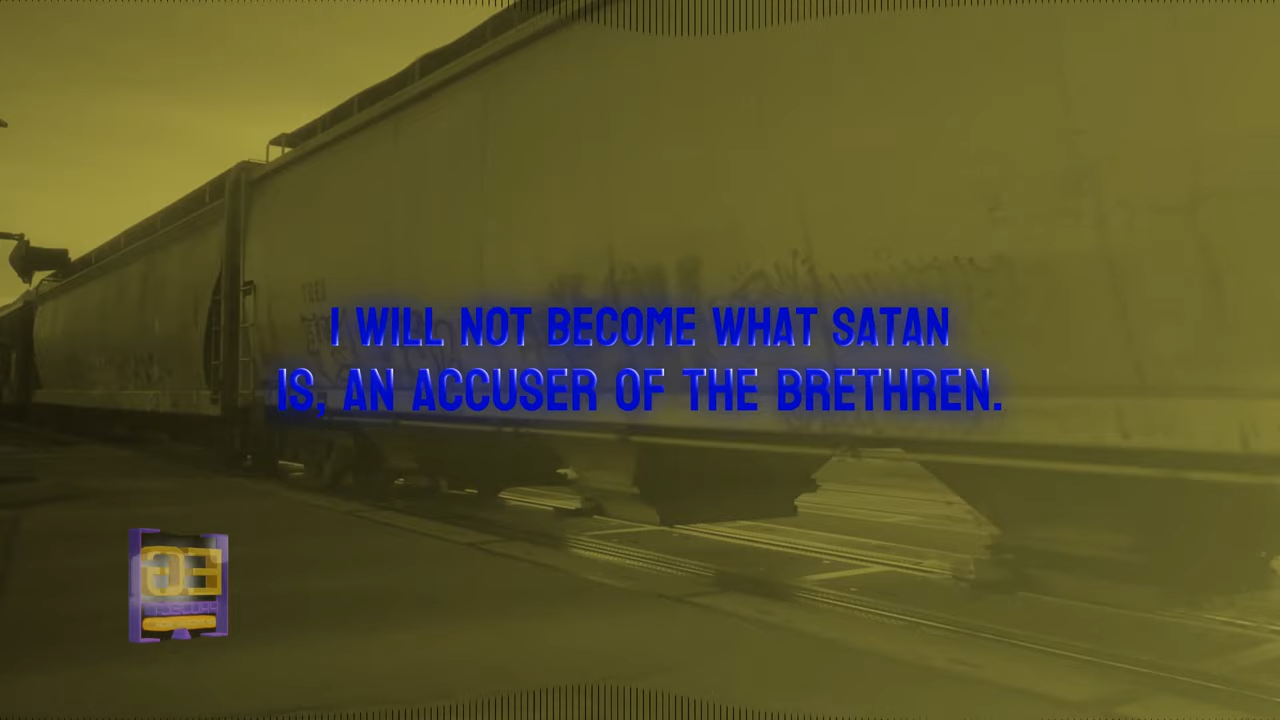 I WILL NOT BECOME WHAT SATAN
IS, AN ACCUSER OF THE BRETHREN.